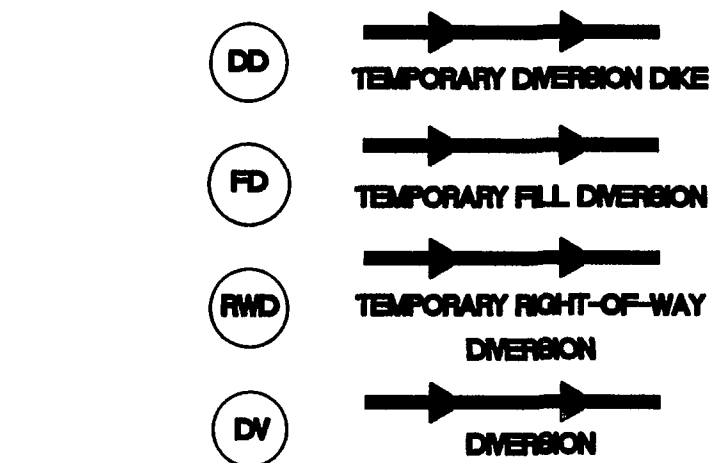 DD
TEMPORARY DIVERSION DIKE
FD
TEMPORARY FILL DIVERSION
RWD
TEMPORARY RIGHT-OF-WAY
DIVERSION
DV
DIVERSION